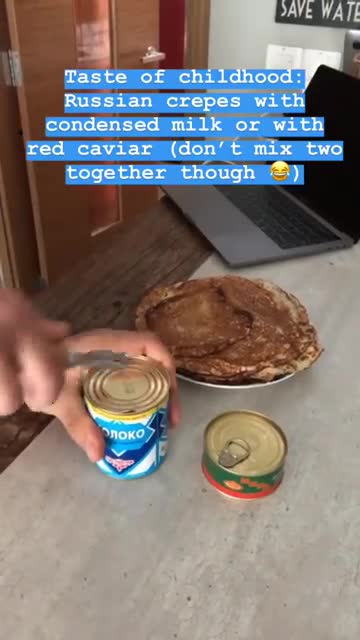 SAVE WATER
Taste of childhood:
Russian crepes with
condensed milk or with
red caviar (don't mix two
together though 😂)
ОЛОКО